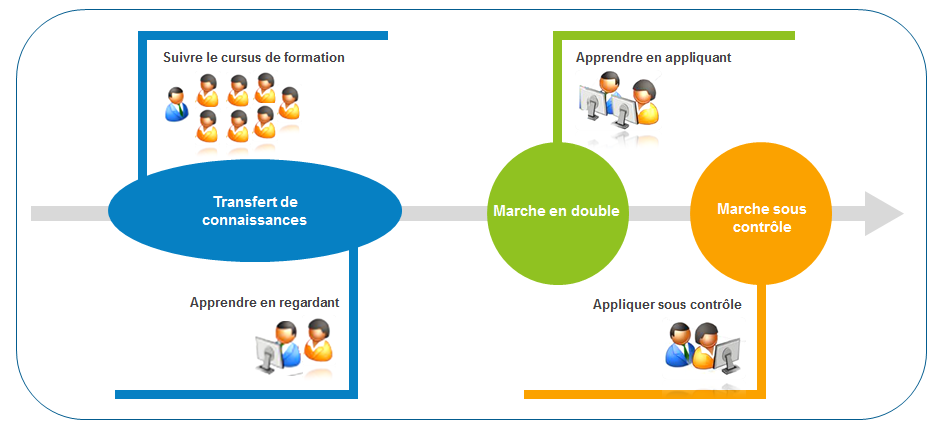 Suivre le cursus de formation
Apprendre en appliquant
Transfert de
connaissances
Marche en double
Marche sous
contrôle
Apprendre en regardant
Appliquer sous contrôle